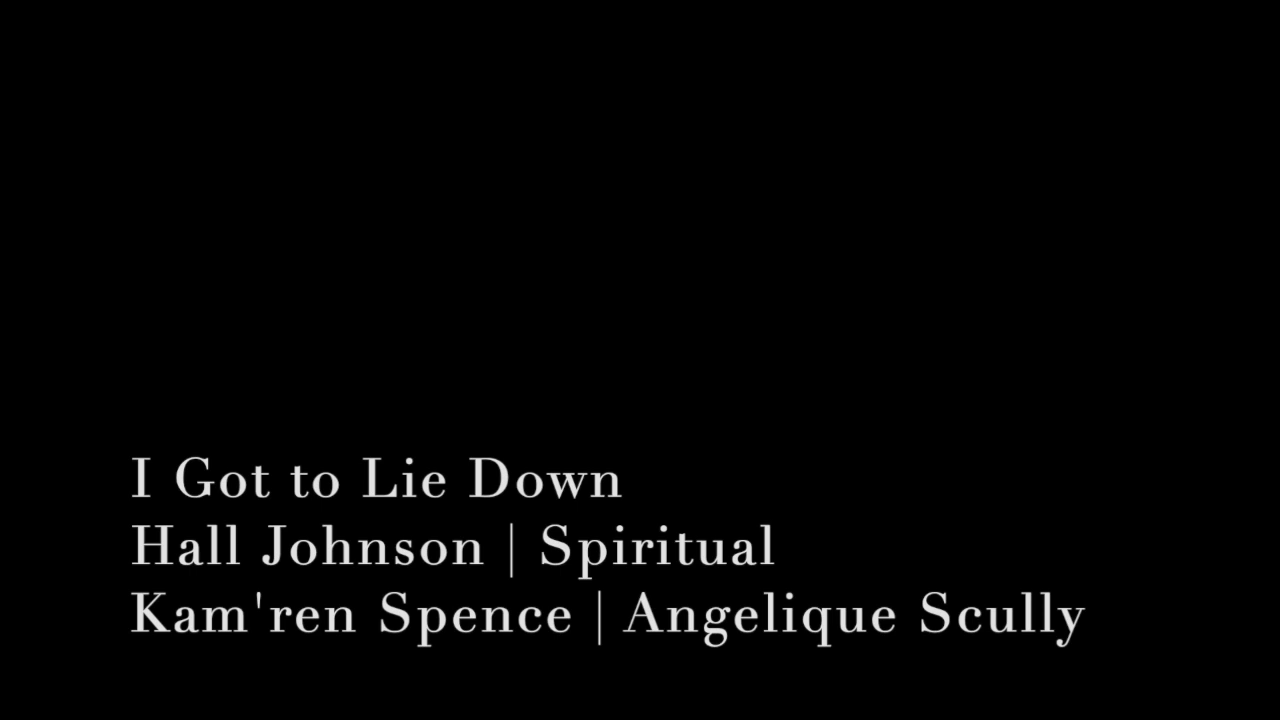 I Got to Lie Down
Hall Johnson | Spiritual
Kam'ren Spence | Angelique Scully